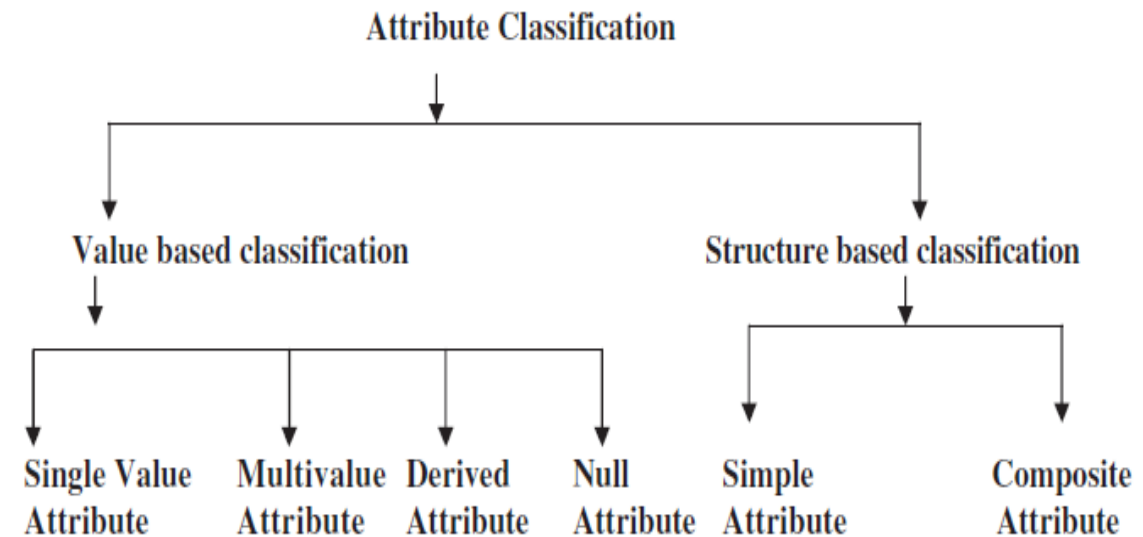 Attribute Classification
Value based classification
Structure based classification
Single Value Attribute
Multivalue Attribute
Derived Attribute
Null Attribute
Simple Attribute
Composite Attribute